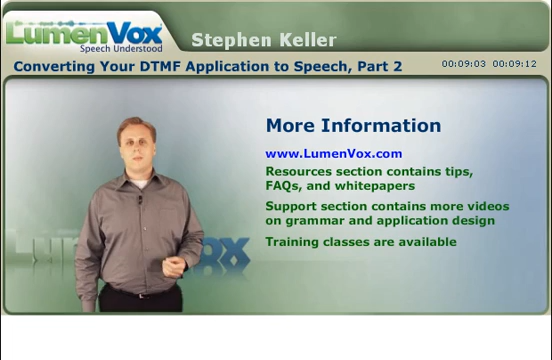 LumenVox®
Speech Understood
Stephen Keller
Converting Your DTMF Application to Speech, Part 2
00:09:03 00:09:12
More Information
www.LumenVox.com
Resources section contains tips,
FAQs, and whitepapers
Support section contains more videos
on grammar and application design
Training classes are available
LumenVox